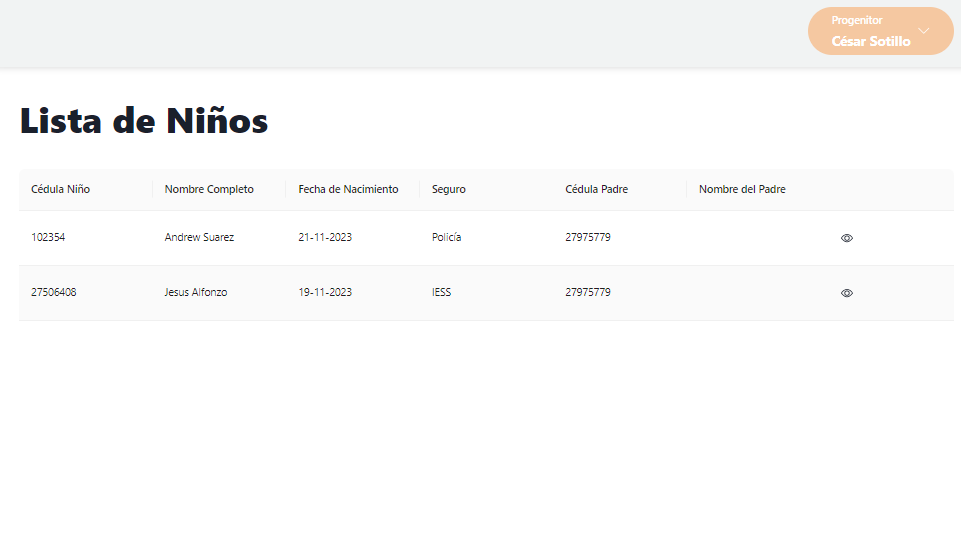 Progenitor
César Sotillo
Lista de Niños
Cédula Niño Nombre Completo Fecha de Nacimiento Seguro Cédula Padre Nombre del Padre
102354 Andrew Suarez 21-11-2023 Policía 27975779
27506408 Jesus Alfonzo 19-11-2023 IESS 27975779